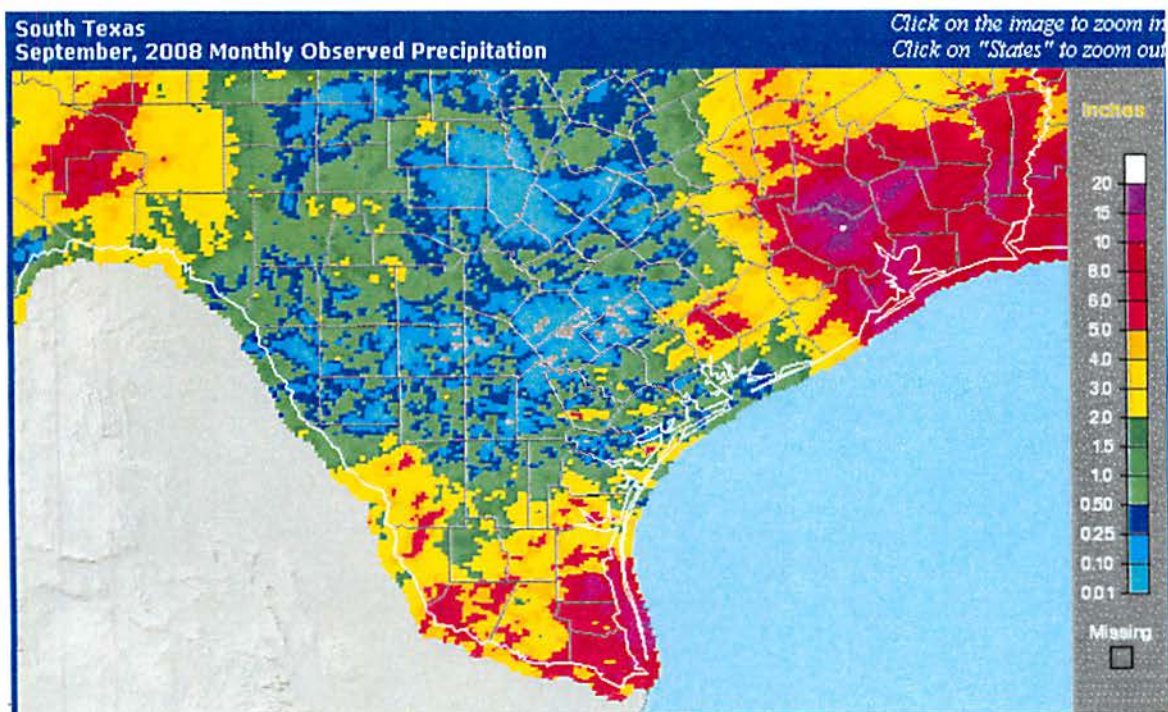 South Texas
September, 2008 Monthly Observed Precipitation
Click on the image to zoom in
Click on "States" to zoom out
Inches
20
15
10
8.0
6.0
5.0
4.0
3.0
2.0
1.5
1.0
0.50
0.25
0.10
0.01
Missing